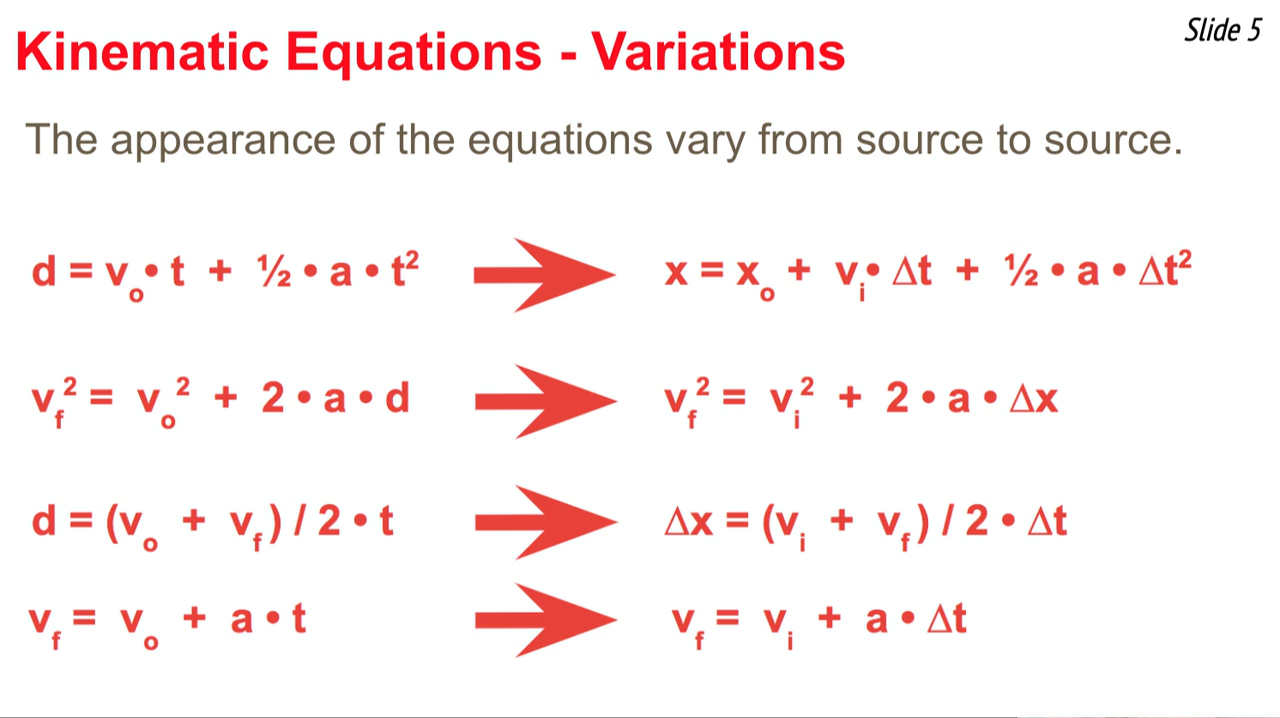 Slide 5
Kinematic Equations - Variations
The appearance of the equations vary from source to source.
d = vₒ • t + ½ • a • t² x = xₒ + vᵢ • Δt + ½ • a • Δt²
v_f² = vₒ² + 2 • a • d v_f² = vᵢ² + 2 • a • Δx
d = (vₒ + v_f) / 2 • t Δx = (vᵢ + v_f) / 2 • Δt
v_f = vₒ + a • t v_f = vᵢ + a • Δt